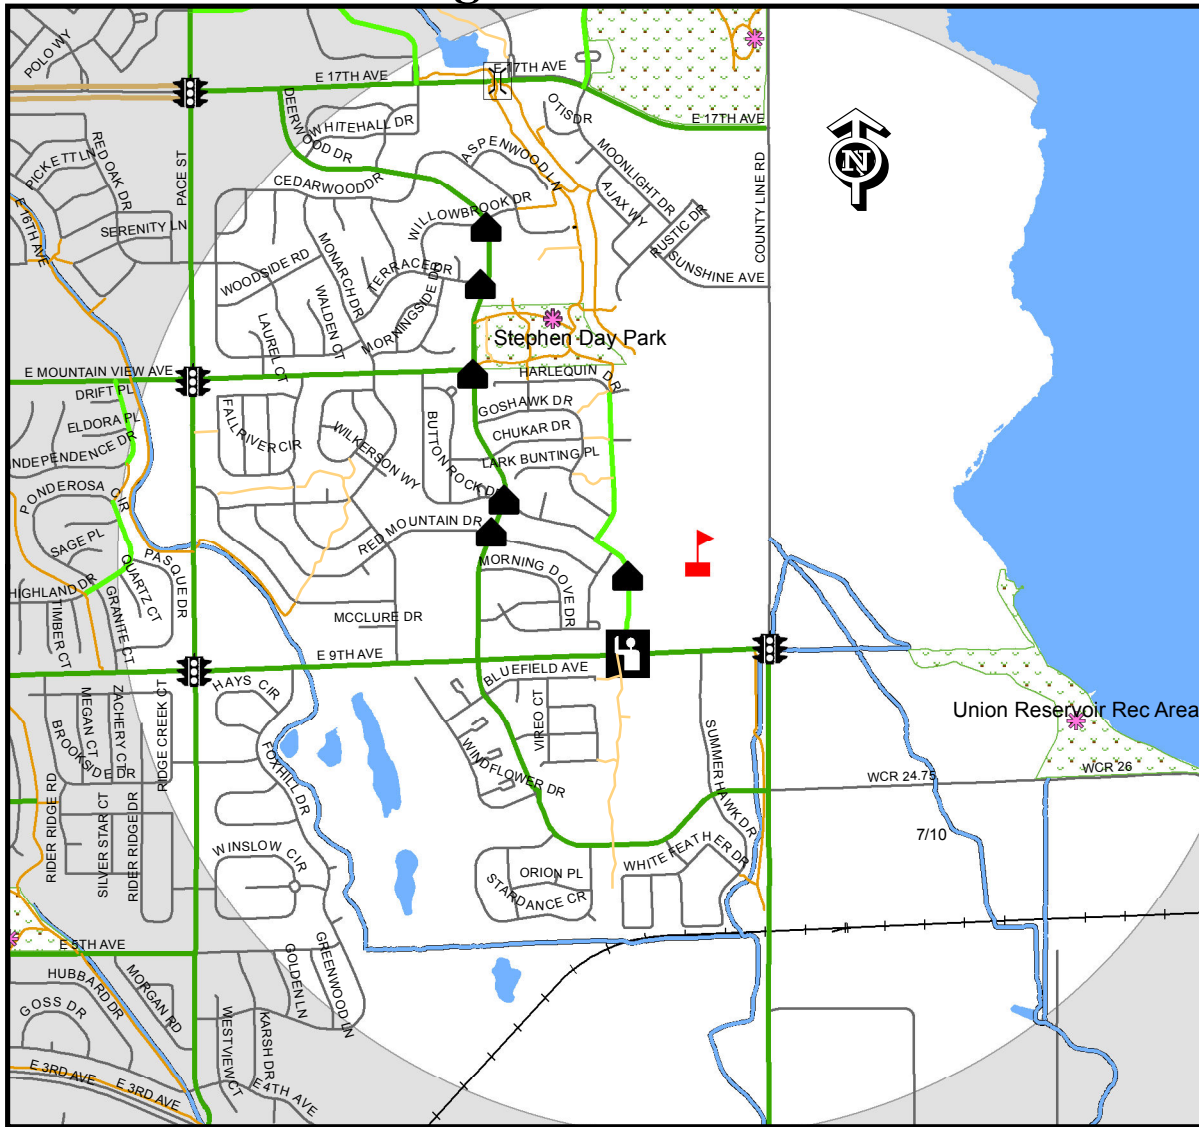 POLO WY
E 17TH AVE
E 17TH AVE
E 17TH AVE
DEERWOOD DR
WHITEHALL DR
OTIS DR
PICKETT LN
RED OAK DR
PACE ST
CEDARWOOD DR
ASPENWOOD LN
MOONLIGHT DR
AJAX WY
RUSTIC DR
COUNTY LINE RD
N
E 16TH AVE
SERENITY LN
WILLOWBROOK DR
SUNSHINE AVE
WOODSIDE RD
MONARCH DR
TERRACE DR
MORNINGSIDE DR
WALDEN CT
LAUREL CT
Stephen Day Park
E MOUNTAIN VIEW AVE
HARLEQUIN DR
DRIFT PL
ELDORA PL
INDEPENDENCE DR
FALL RIVER CIR
WILKERSON WY
BUTTON ROCK DR
GOSHAWK DR
CHUKAR DR
LARK BUNTING PL
PONDEROSA CIR
SAGE PL
PASQUE DR
QUARTZ CT
RED MOUNTAIN DR
MORNING DOVE DR
HIGHLAND DR
TIMBER CT
GRANITE CT
MCCLURE DR
E 9TH AVE
BLUEFIELD AVE
HAYS CIR
MEGAN CT
ZACHERY CT
RIDGE CREEK CT
VIREO CT
SUMMERHAWK DR
Union Reservoir Rec Area
BROOKSIDE DR
FOXHILL DR
WINDFLOWER DR
WCR 24.75
WCR 26
RIDER RIDGE RD
SILVER START CT
RIDER RIDGE DR
7/10
WINSLOW CIR
WHITE FEATHER DR
ORION PL
STARDANCE CR
E 5TH AVE
GREENWOOD LN
GOLDEN LN
HUBBARD DR
MORGAN RD
GOSS DR
WESTVIEW CT
KARSH DR
E 3RD AVE
E 3RD AVE
E 4TH AVE